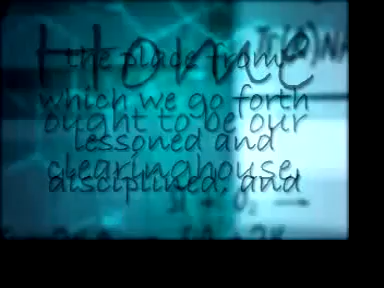 Home
the place from
which we go forth
ought to be our
lessoned and
clearinghouse,
disciplined. and